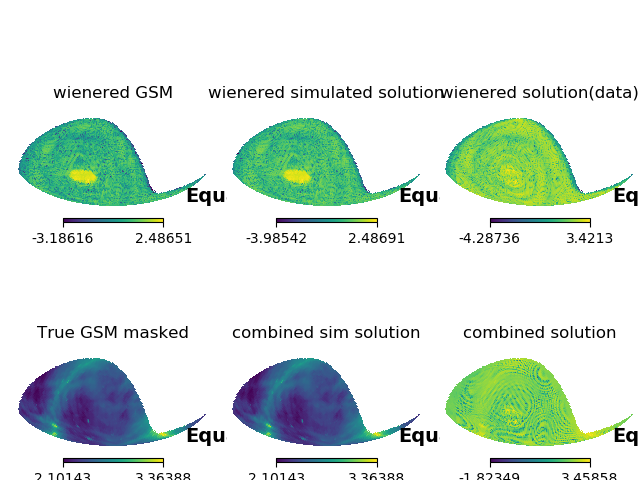 wienered GSM
wienered simulated solution
wienered solution(data)
Equ
Equ
Eq
-3.18616 2.48651
-3.98542 2.48691
-4.28736 3.4213
True GSM masked
combined sim solution
combined solution
Equ
Equ
Eq
2.10143 3.36388
2.10143 3.36388
-1.82349 3.45858